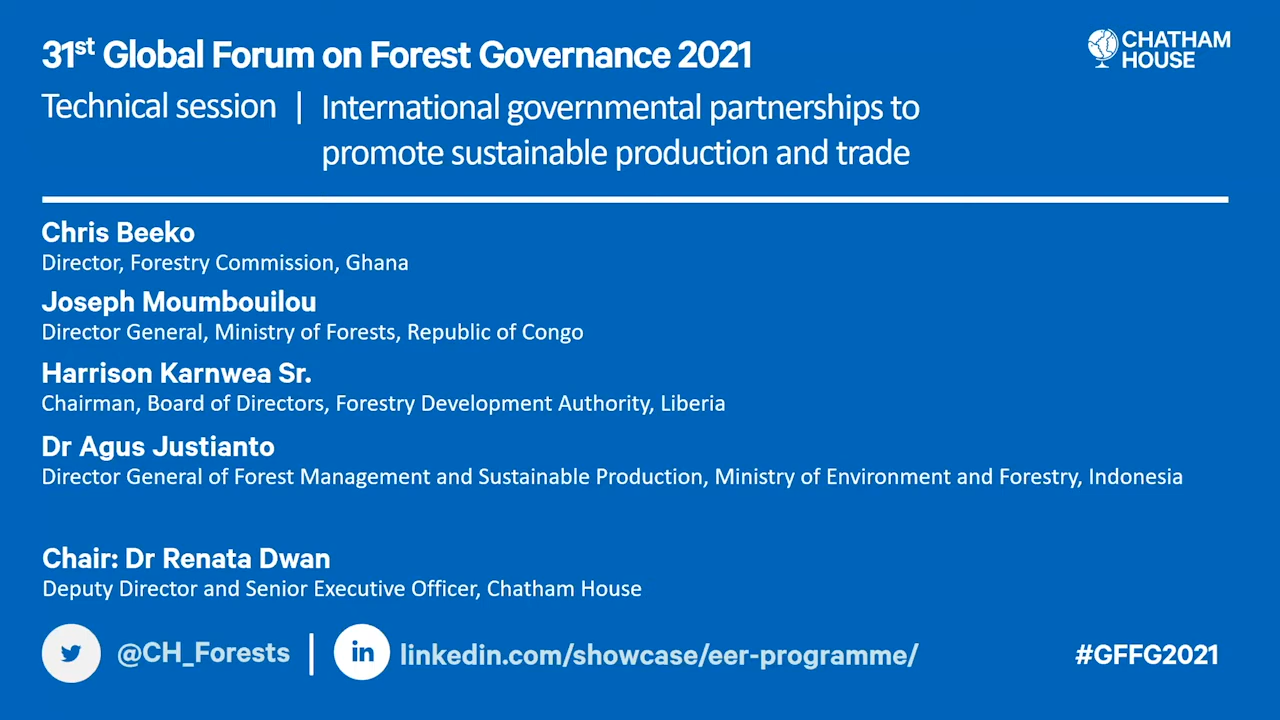 31st Global Forum on Forest Governance 2021
CHATHAM
HOUSE
Technical session | International governmental partnerships to
promote sustainable production and trade
Chris Beeko
Director, Forestry Commission, Ghana
Joseph Moumbouilou
Director General, Ministry of Forests, Republic of Congo
Harrison Karnwea Sr.
Chairman, Board of Directors, Forestry Development Authority, Liberia
Dr Agus Justianto
Director General of Forest Management and Sustainable Production, Ministry of Environment and Forestry, Indonesia
Chair: Dr Renata Dwan
Deputy Director and Senior Executive Officer, Chatham House
@CH_Forests | in linkedin.com/showcase/eer-programme/
#GFFG2021